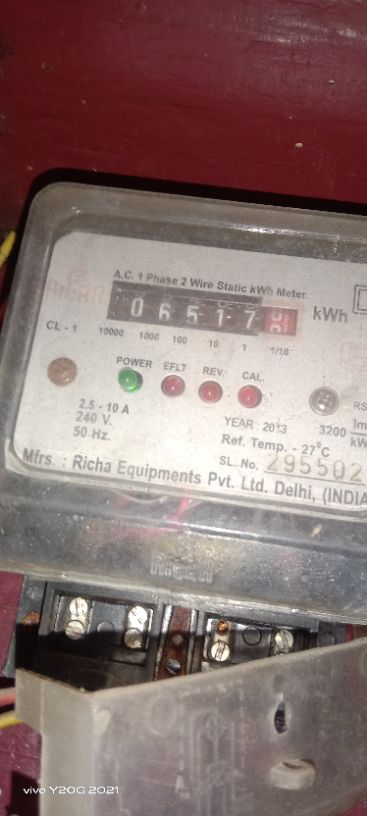 A.C. 1 Phase 2 Wire Static kWh Meter.
06517 kWh
CL - 1 10000 1000 100 10 1 1/10
POWER EFLT REV. CAL.
2.5 - 10 A
240 V.
50 Hz.
YEAR : 2013 3200
Ref. Temp. - 27°C
SL. No. 295502
Mfrs. : Richa Equipments Pvt. Ltd. Delhi, (INDIA
vivo Y20G 2021